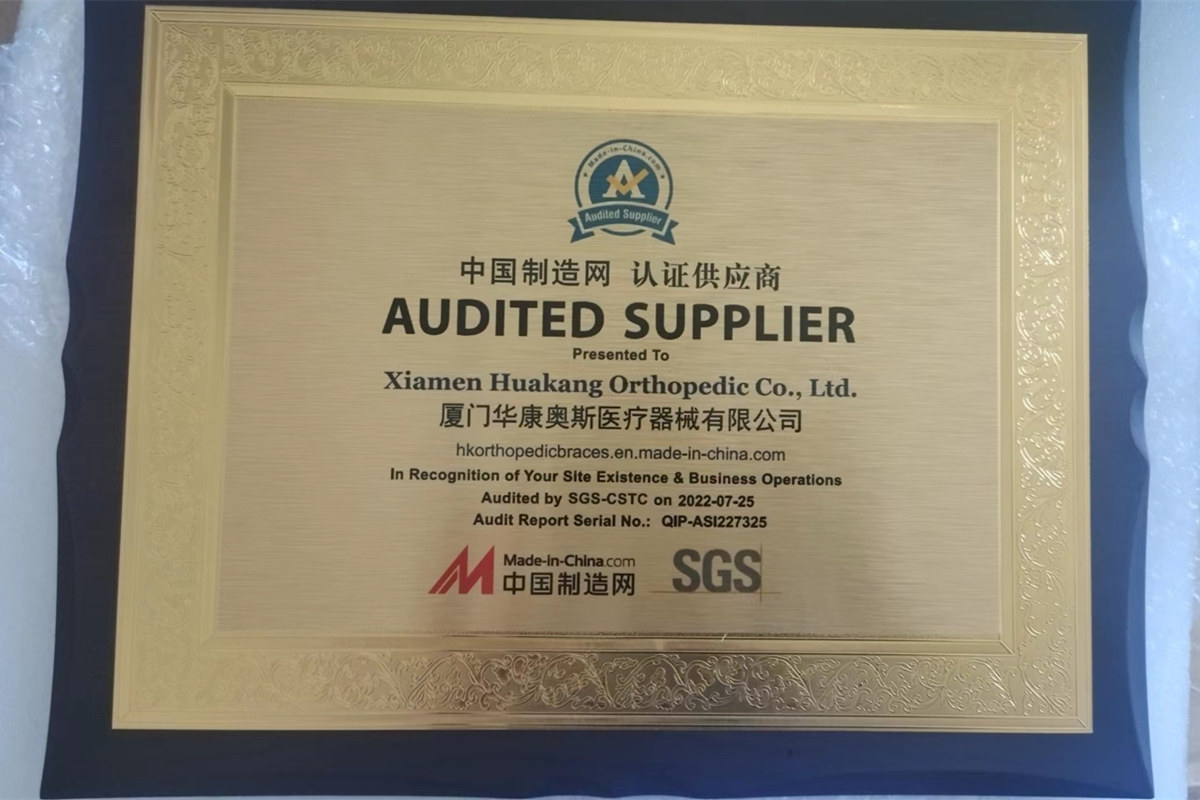 Made-in-China.com
A
Audited Supplier
中国制造网 认证供应商
AUDITED SUPPLIER
Presented To
Xiamen Huakang Orthopedic Co., Ltd.
厦门华康奥斯医疗器械有限公司
hkorthopedicbraces.en.made-in-china.com
In Recognition of Your Site Existence & Business Operations
Audited by SGS-CSTC on 2022-07-25
Audit Report Serial No.: QIP-ASI227325
Made-in-China.com
中国制造网
SGS